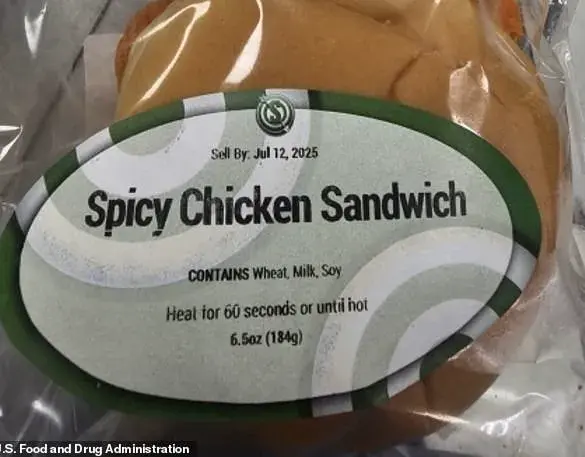 S
Sell By: Jul 12, 2025
Spicy Chicken Sandwich
CONTAINS Wheat, Milk, Soy
Heat for 60 seconds or until hot
6.5oz (184g)
U.S. Food and Drug Administration